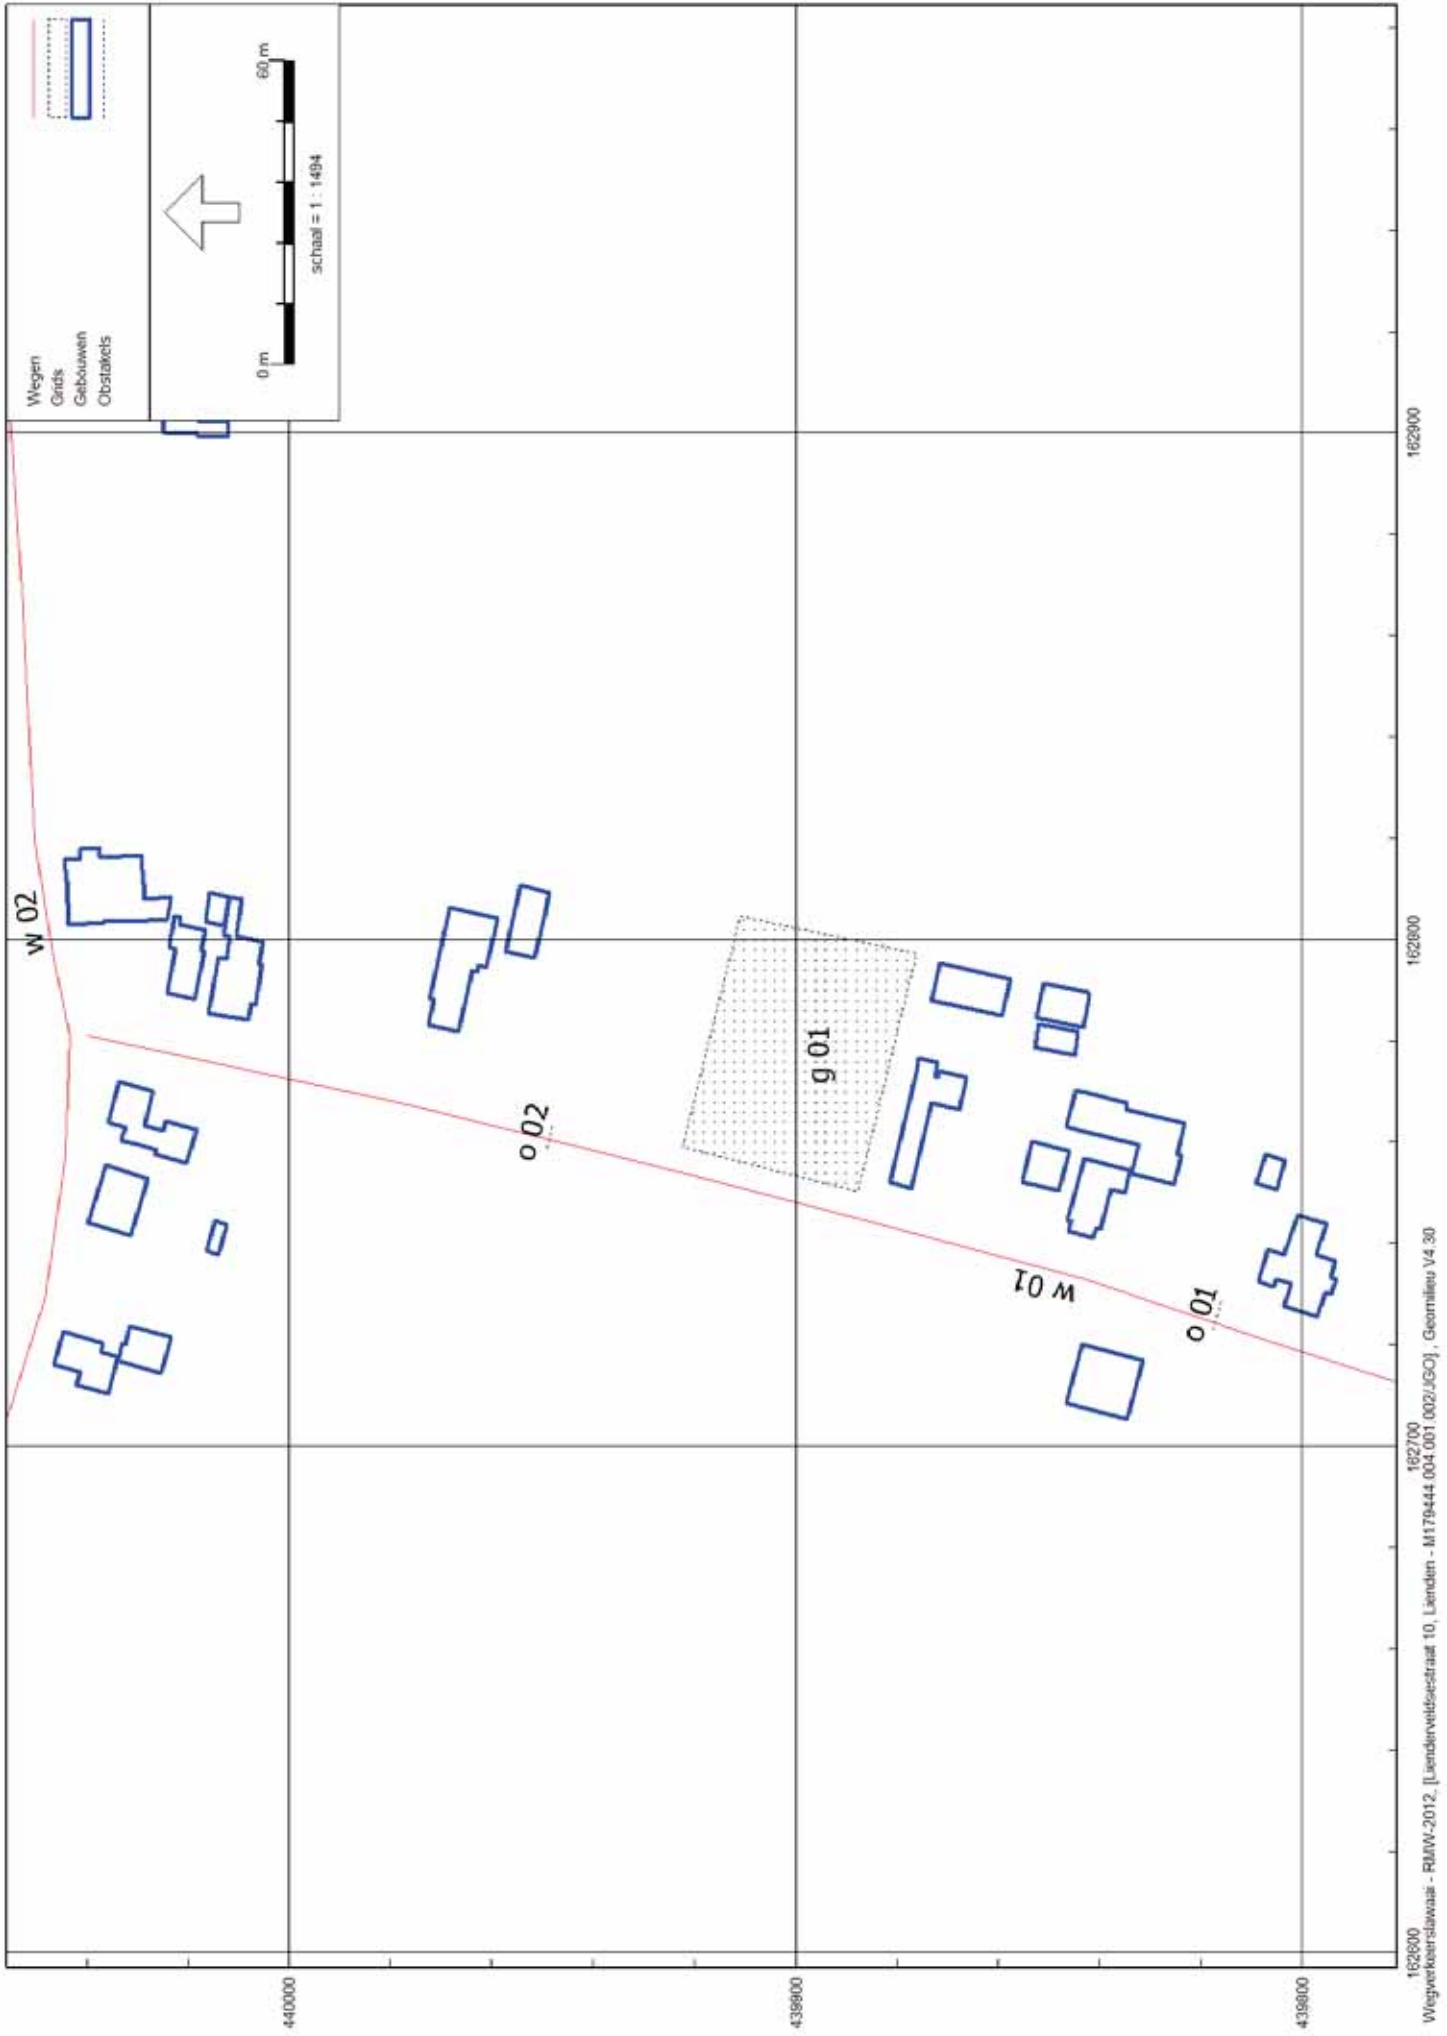 Wegen
Grids
Gebouwen
Obstakels
0 m
60 m
schaal = 1 : 1494
w 02
o 02
g 01
w 01
o 01
440000
439900
439800
162600
162700
162800
162900
Wegverkeerslawaai - RMW-2012, [Liendenveldsestraat 10, Lienden - M179444.004.001.002/JGO] , Geomilieu V4.30